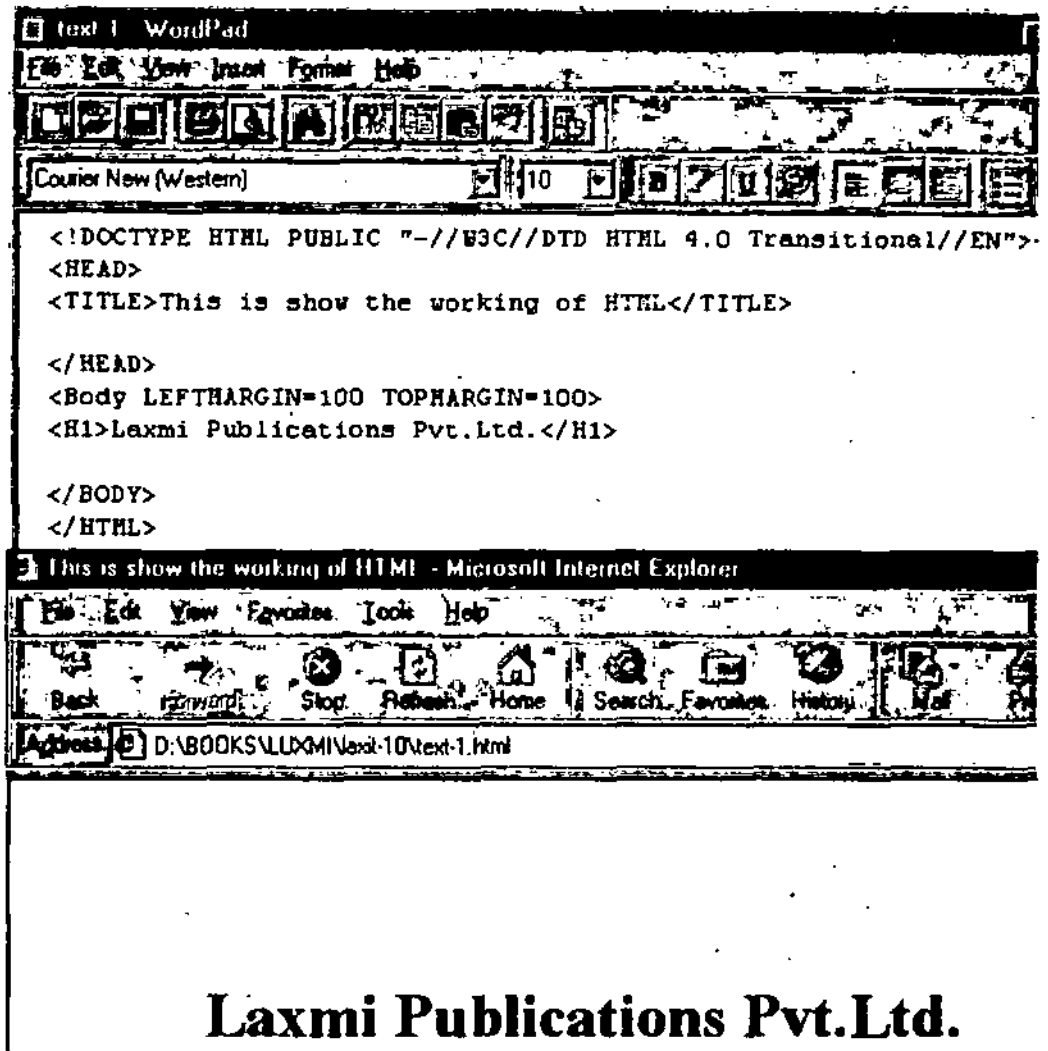 text 1 WordPad
File Edit View Insert Format Help
Courier New (Western) 10 B U
<!DOCTYPE HTML PUBLIC "-//W3C//DTD HTML 4.0 Transitional//EN">
<HEAD>
<TITLE>This is show the working of HTML</TITLE>
</HEAD>
<Body LEFTMARGIN=100 TOPMARGIN=100>
<H1>Laxmi Publications Pvt.Ltd.</H1>
</BODY>
</HTML>
This is show the working of HTML - Microsoft Internet Explorer
File Edit View Favorites Tools Help
Back Forward Stop Refresh Home Search Favorites History Mail
Address D:\BOOKS\LUXMI\laxit-10\text-1.html
Laxmi Publications Pvt.Ltd.